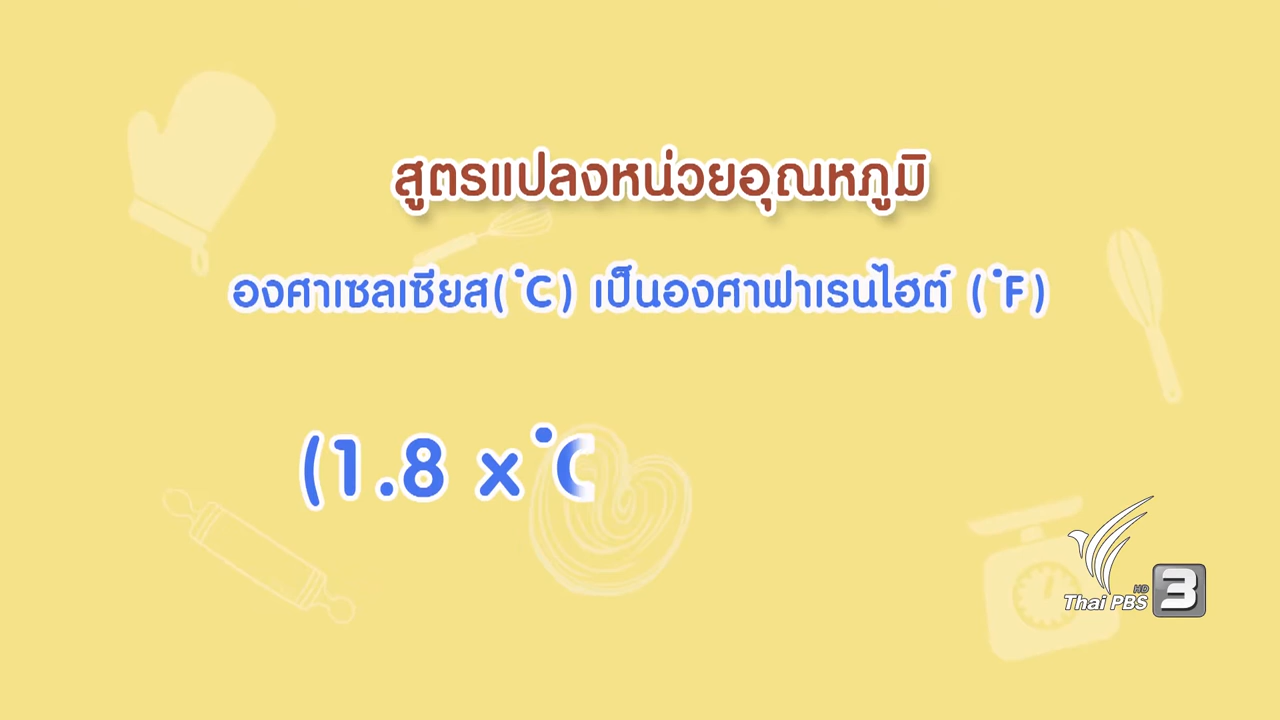 สูตรแปลงหน่วยอุณหภูมิ
องศาเซลเซียส(°C) เป็นองศาฟาเรนไฮต์ (°F)
(1.8 x °C
Thai PBS HD 3